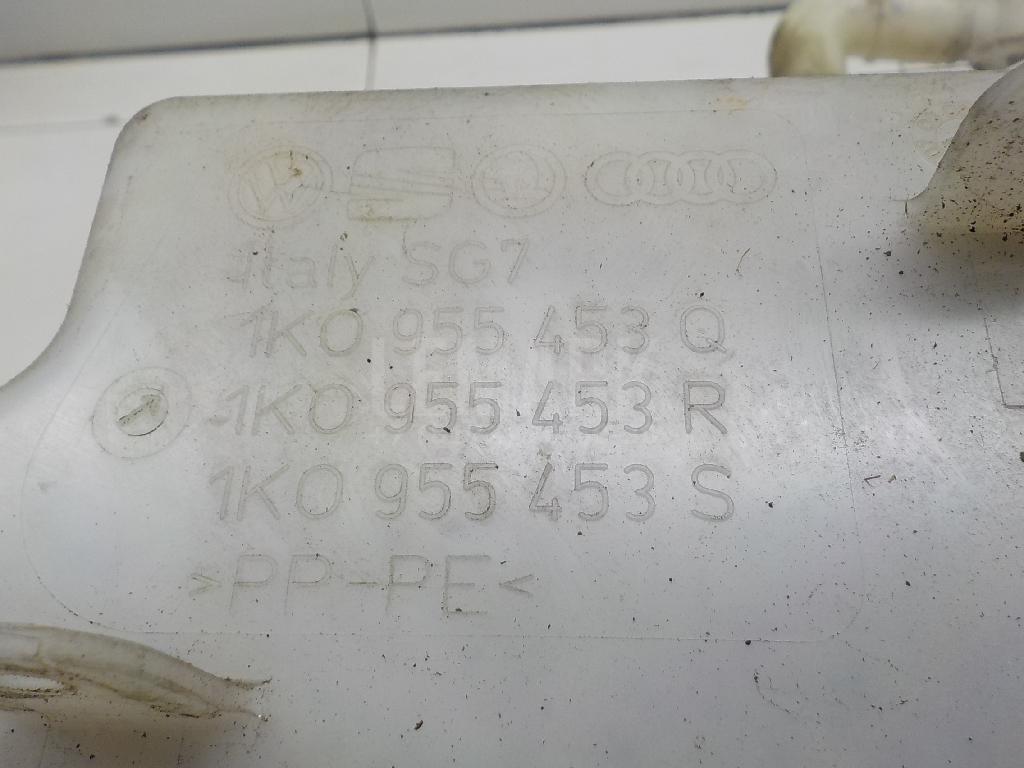 Italy SG7
1K0 955 453 Q
1K0 955 453 R
1K0 955 453 S
>PP-PE<